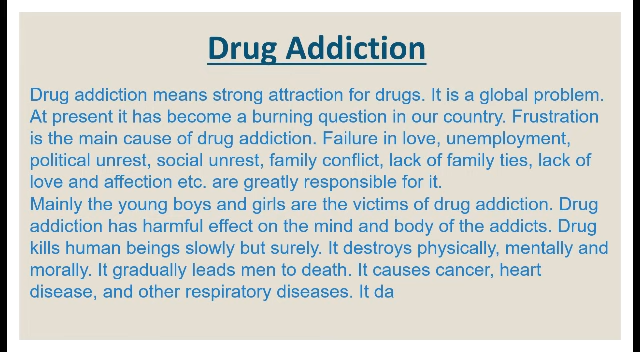 Drug Addiction
Drug addiction means strong attraction for drugs. It is a global problem.
At present it has become a burning question in our country. Frustration
is the main cause of drug addiction. Failure in love, unemployment,
political unrest, social unrest, family conflict, lack of family ties, lack of
love and affection etc. are greatly responsible for it.
Mainly the young boys and girls are the victims of drug addiction. Drug
addiction has harmful effect on the mind and body of the addicts. Drug
kills human beings slowly but surely. It destroys physically, mentally and
morally. It gradually leads men to death. It causes cancer, heart
disease, and other respiratory diseases. It da